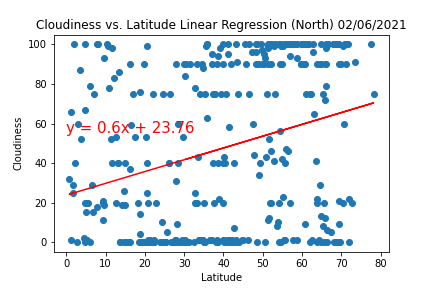 Cloudiness vs. Latitude Linear Regression (North) 02/06/2021
100
80
60
40
20
0
Cloudiness
y = 0.6x + 23.76
0 10 20 30 40 50 60 70 80
Latitude